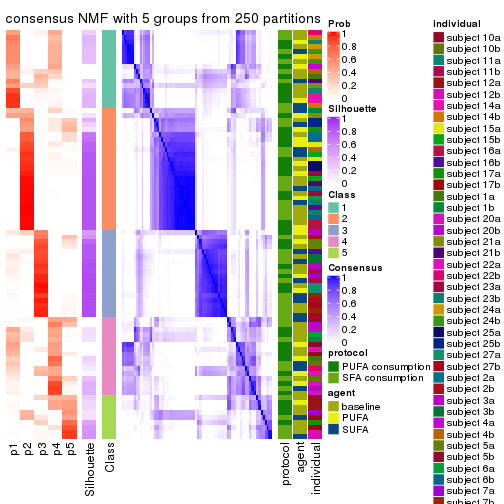 consensus NMF with 5 groups from 250 partitions
Prob
1
0.8
0.6
0.4
0.2
0
Silhouette
1
0.8
0.6
0.4
0.2
0
Class
1
2
3
4
5
Consensus
1
0.8
0.6
0.4
0.2
0
protocol
PUFA consumption
SFA consumption
agent
baseline
PUFA
SUFA
individual
subject 10a
subject 10b
subject 11a
subject 11b
subject 12a
subject 12b
subject 14a
subject 14b
subject 15a
subject 15b
subject 16a
subject 16b
subject 17a
subject 17b
subject 1a
subject 1b
subject 20a
subject 20b
subject 21a
subject 21b
subject 22a
subject 22b
subject 23a
subject 23b
subject 24a
subject 24b
subject 25a
subject 25b
subject 27a
subject 27b
subject 2a
subject 2b
subject 3a
subject 3b
subject 4a
subject 4b
subject 5a
subject 5b
subject 6a
subject 6b
subject 7a
subject 7b
p1
p2
p3
p4
p5
Silhouette
Class
protocol
agent
individual